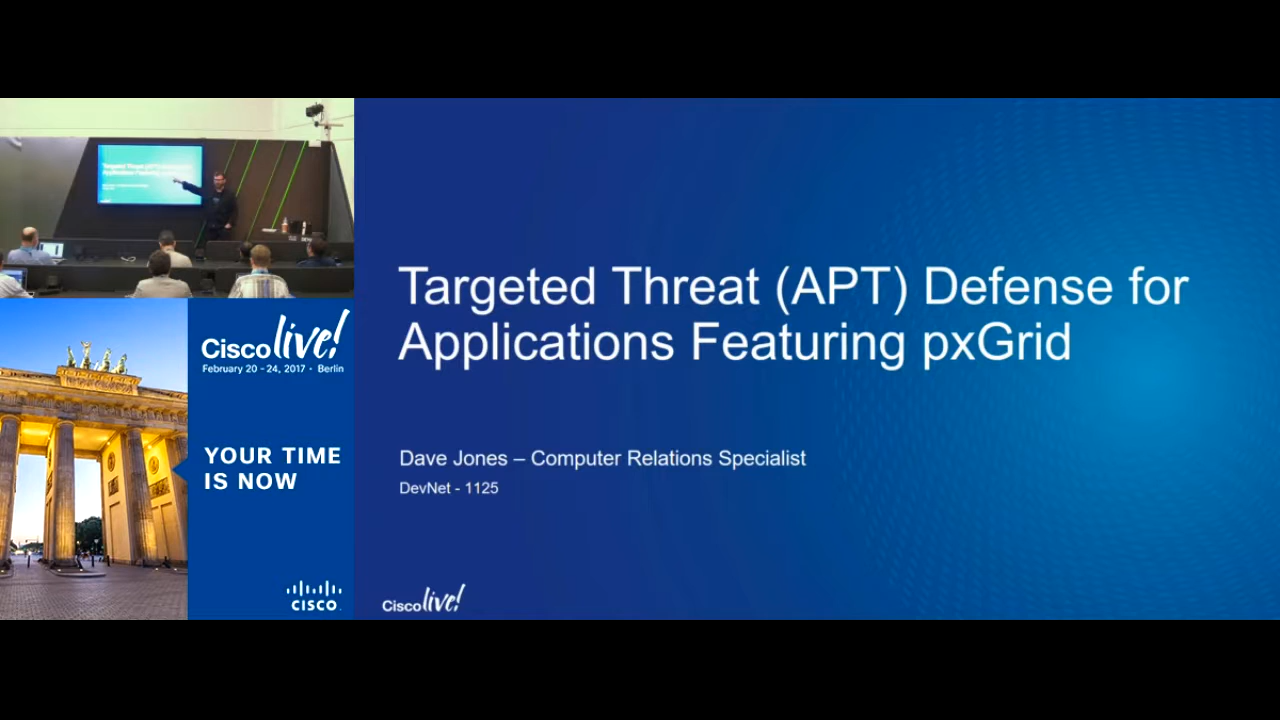 Targeted Threat (APT) Defense for
Applications Featuring pxGrid
Dave Jones – Computer Relations Specialist
DevNet - 1125
Cisco live!
Cisco live!
February 20 - 24, 2017 • Berlin
YOUR TIME
IS NOW
CISCO